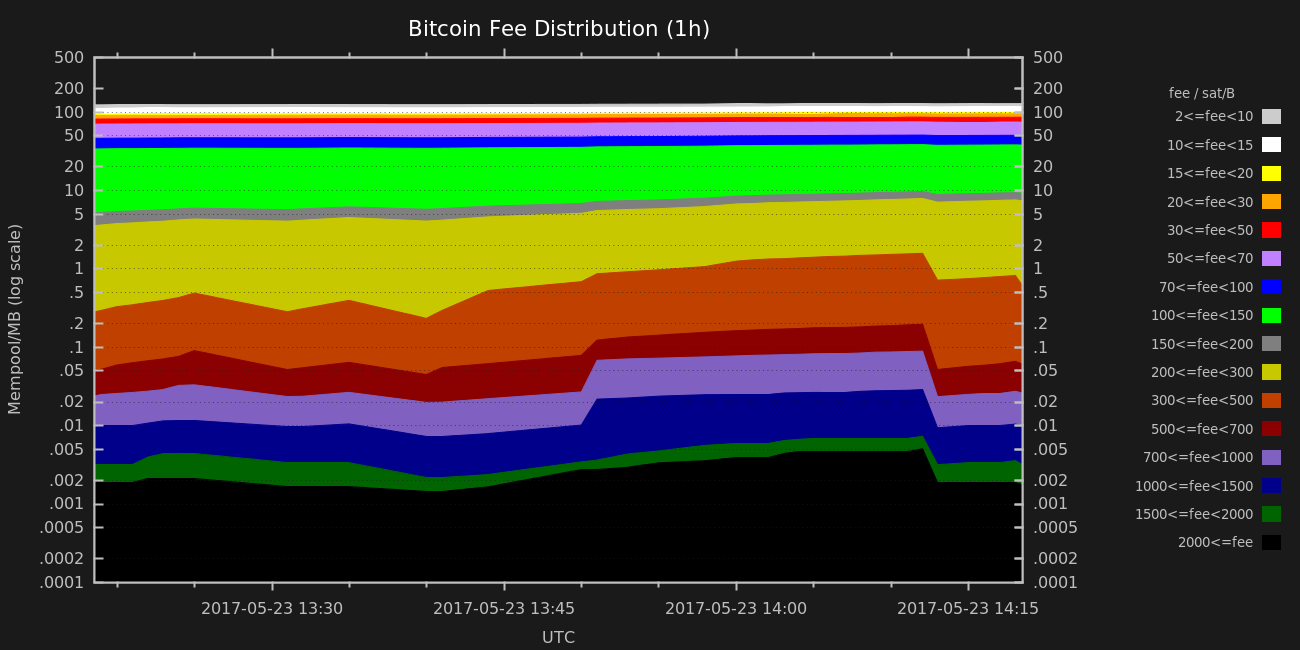 Bitcoin Fee Distribution (1h)
Mempool/MB (log scale)
500
200
100
50
20
10
5
2
1
.5
.2
.1
.05
.02
.01
.005
.002
.001
.0005
.0002
.0001
500
200
100
50
20
10
5
2
1
.5
.2
.1
.05
.02
.01
.005
.002
.001
.0005
.0002
.0001
2017-05-23 13:30 2017-05-23 13:45 2017-05-23 14:00 2017-05-23 14:15
UTC
fee / sat/B
2<=fee<10
10<=fee<15
15<=fee<20
20<=fee<30
30<=fee<50
50<=fee<70
70<=fee<100
100<=fee<150
150<=fee<200
200<=fee<300
300<=fee<500
500<=fee<700
700<=fee<1000
1000<=fee<1500
1500<=fee<2000
2000<=fee